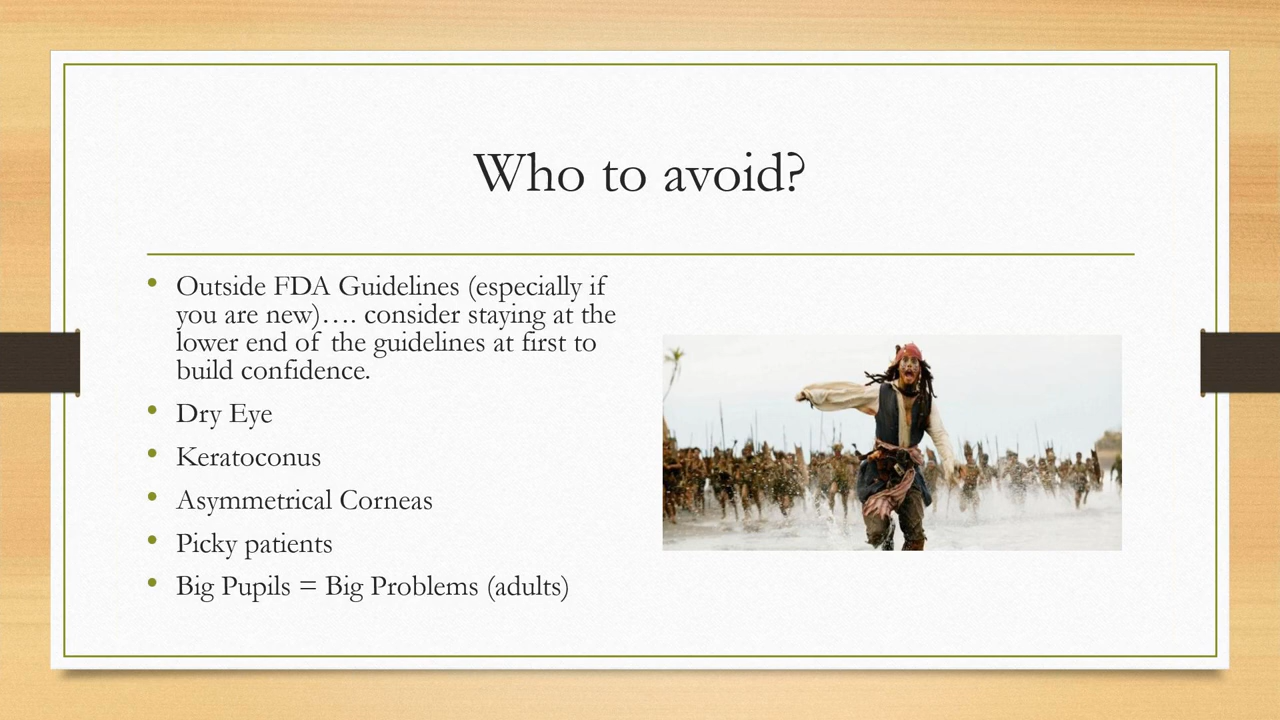 Who to avoid?
• Outside FDA Guidelines (especially if
you are new)…. consider staying at the
lower end of the guidelines at first to
build confidence.
• Dry Eye
• Keratoconus
• Asymmetrical Corneas
• Picky patients
• Big Pupils = Big Problems (adults)